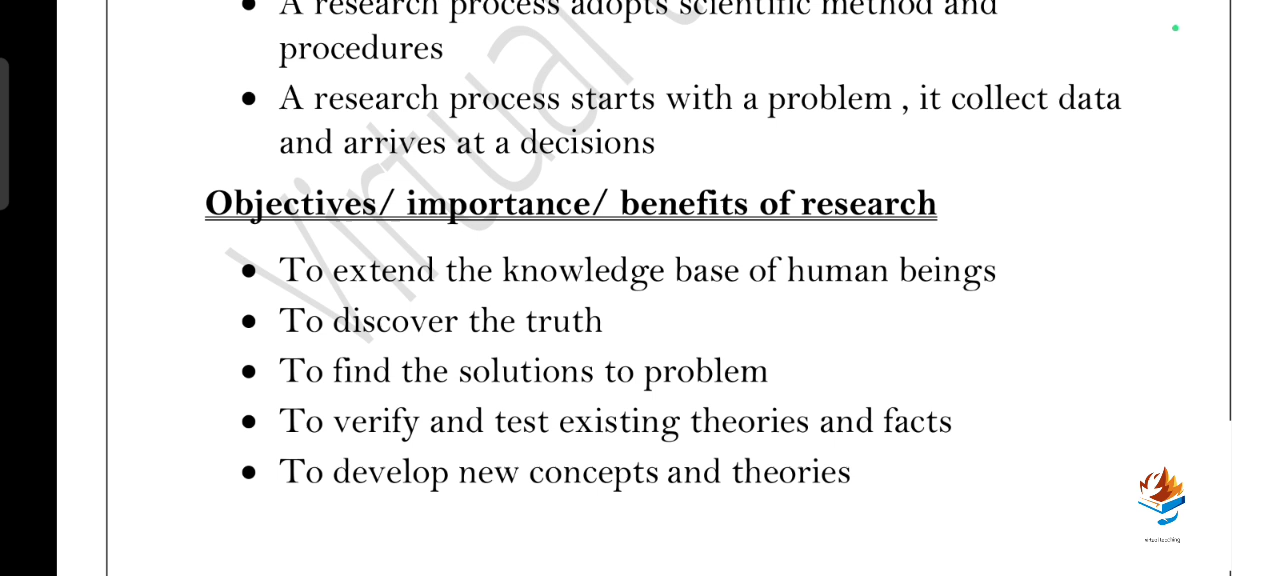 • A research process adopts scientific method and
procedures
• A research process starts with a problem , it collect data
and arrives at a decisions
Objectives/ importance/ benefits of research
• To extend the knowledge base of human beings
• To discover the truth
• To find the solutions to problem
• To verify and test existing theories and facts
• To develop new concepts and theories
Virtual